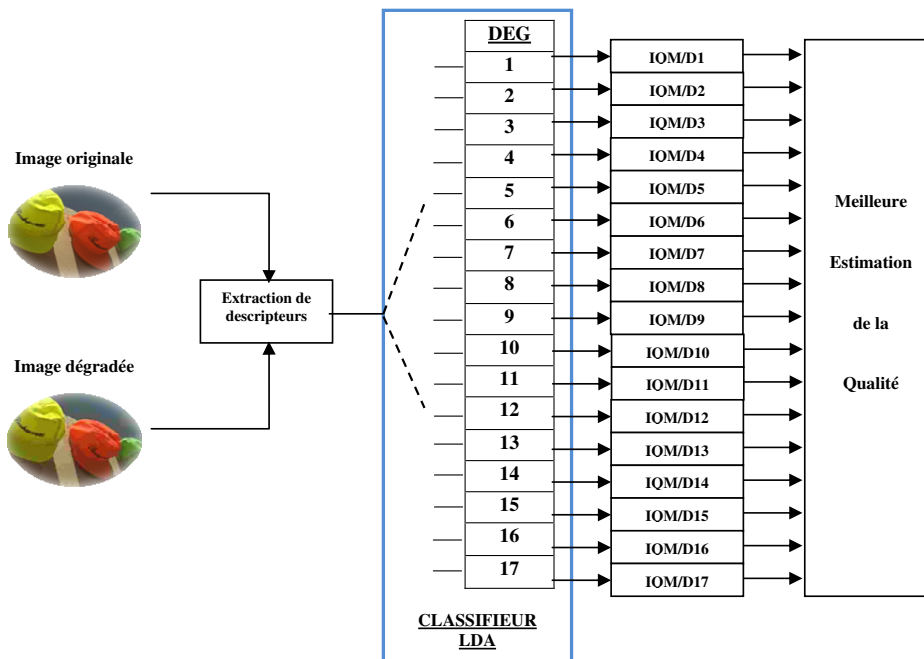 Image originale
Image dégradée
Extraction de
descripteurs
DEG
1
2
3
4
5
6
7
8
9
10
11
12
13
14
15
16
17
CLASSIFIEUR
LDA
IQM/D1
IQM/D2
IQM/D3
IQM/D4
IQM/D5
IQM/D6
IQM/D7
IQM/D8
IQM/D9
IQM/D10
IQM/D11
IQM/D12
IQM/D13
IQM/D14
IQM/D15
IQM/D16
IQM/D17
Meilleure
Estimation
de la
Qualité